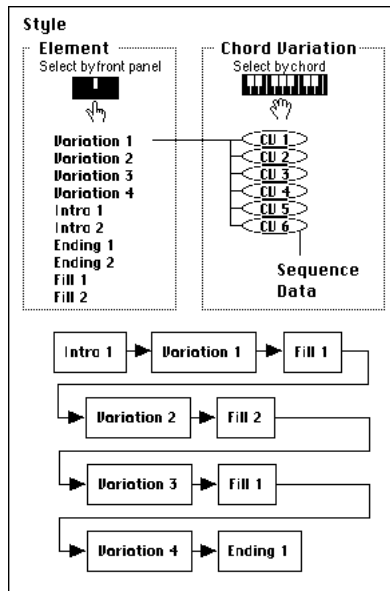 Style
Element
Select by front panel
Variation 1
Variation 2
Variation 3
Variation 4
Intro 1
Intro 2
Ending 1
Ending 2
Fill 1
Fill 2
Chord Variation
Select by chord
CV 1
CV 2
CV 3
CV 4
CV 5
CV 6
Sequence
Data
Intro 1 Variation 1 Fill 1
Variation 2 Fill 2
Variation 3 Fill 1
Variation 4 Ending 1